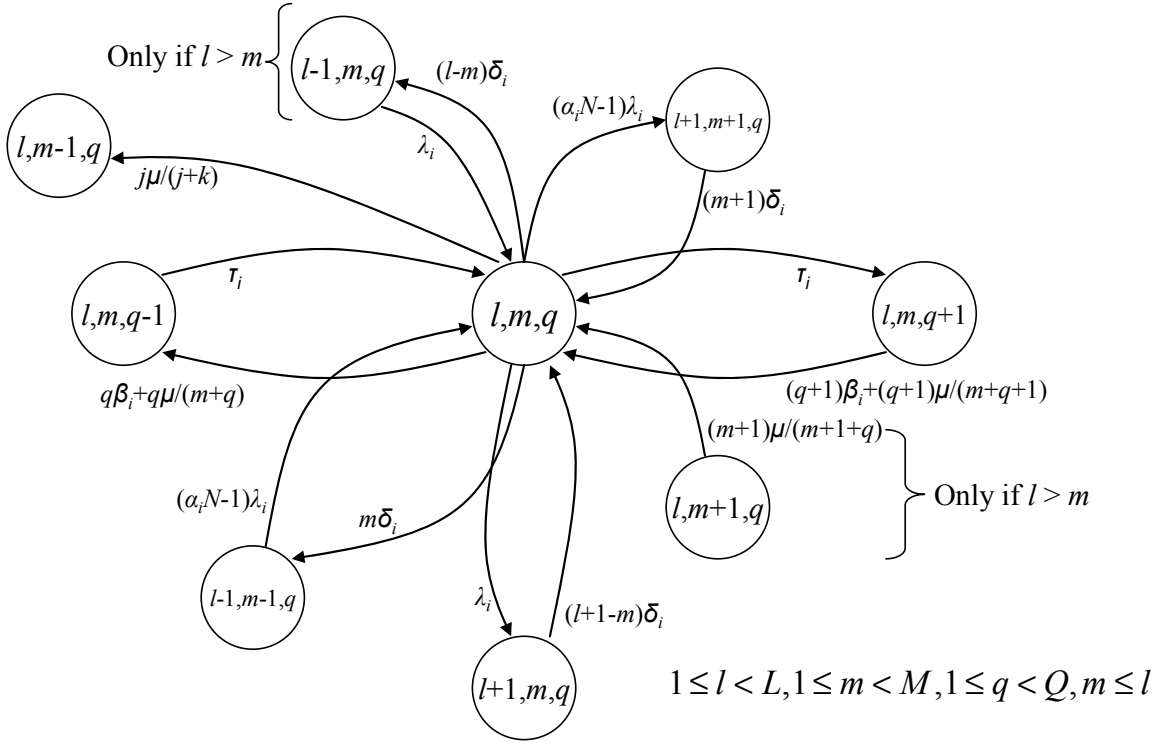 Only if l > m
l-1,m,q
(l-m)δi
(αiN-1)λi
l+1,m+1,q
l,m-1,q
λi
jμ/(j+k)
(m+1)δi
τi
τi
l,m,q-1
l,m,q
l,m,q+1
qβi+qμ/(m+q)
(q+1)βi+(q+1)μ/(m+q+1)
(m+1)μ/(m+1+q)
(αiN-1)λi
mδi
l,m+1,q
Only if l > m
l-1,m-1,q
λi
(l+1-m)δi
l+1,m,q
1 ≤ l < L, 1 ≤ m < M, 1 ≤ q < Q, m ≤ l